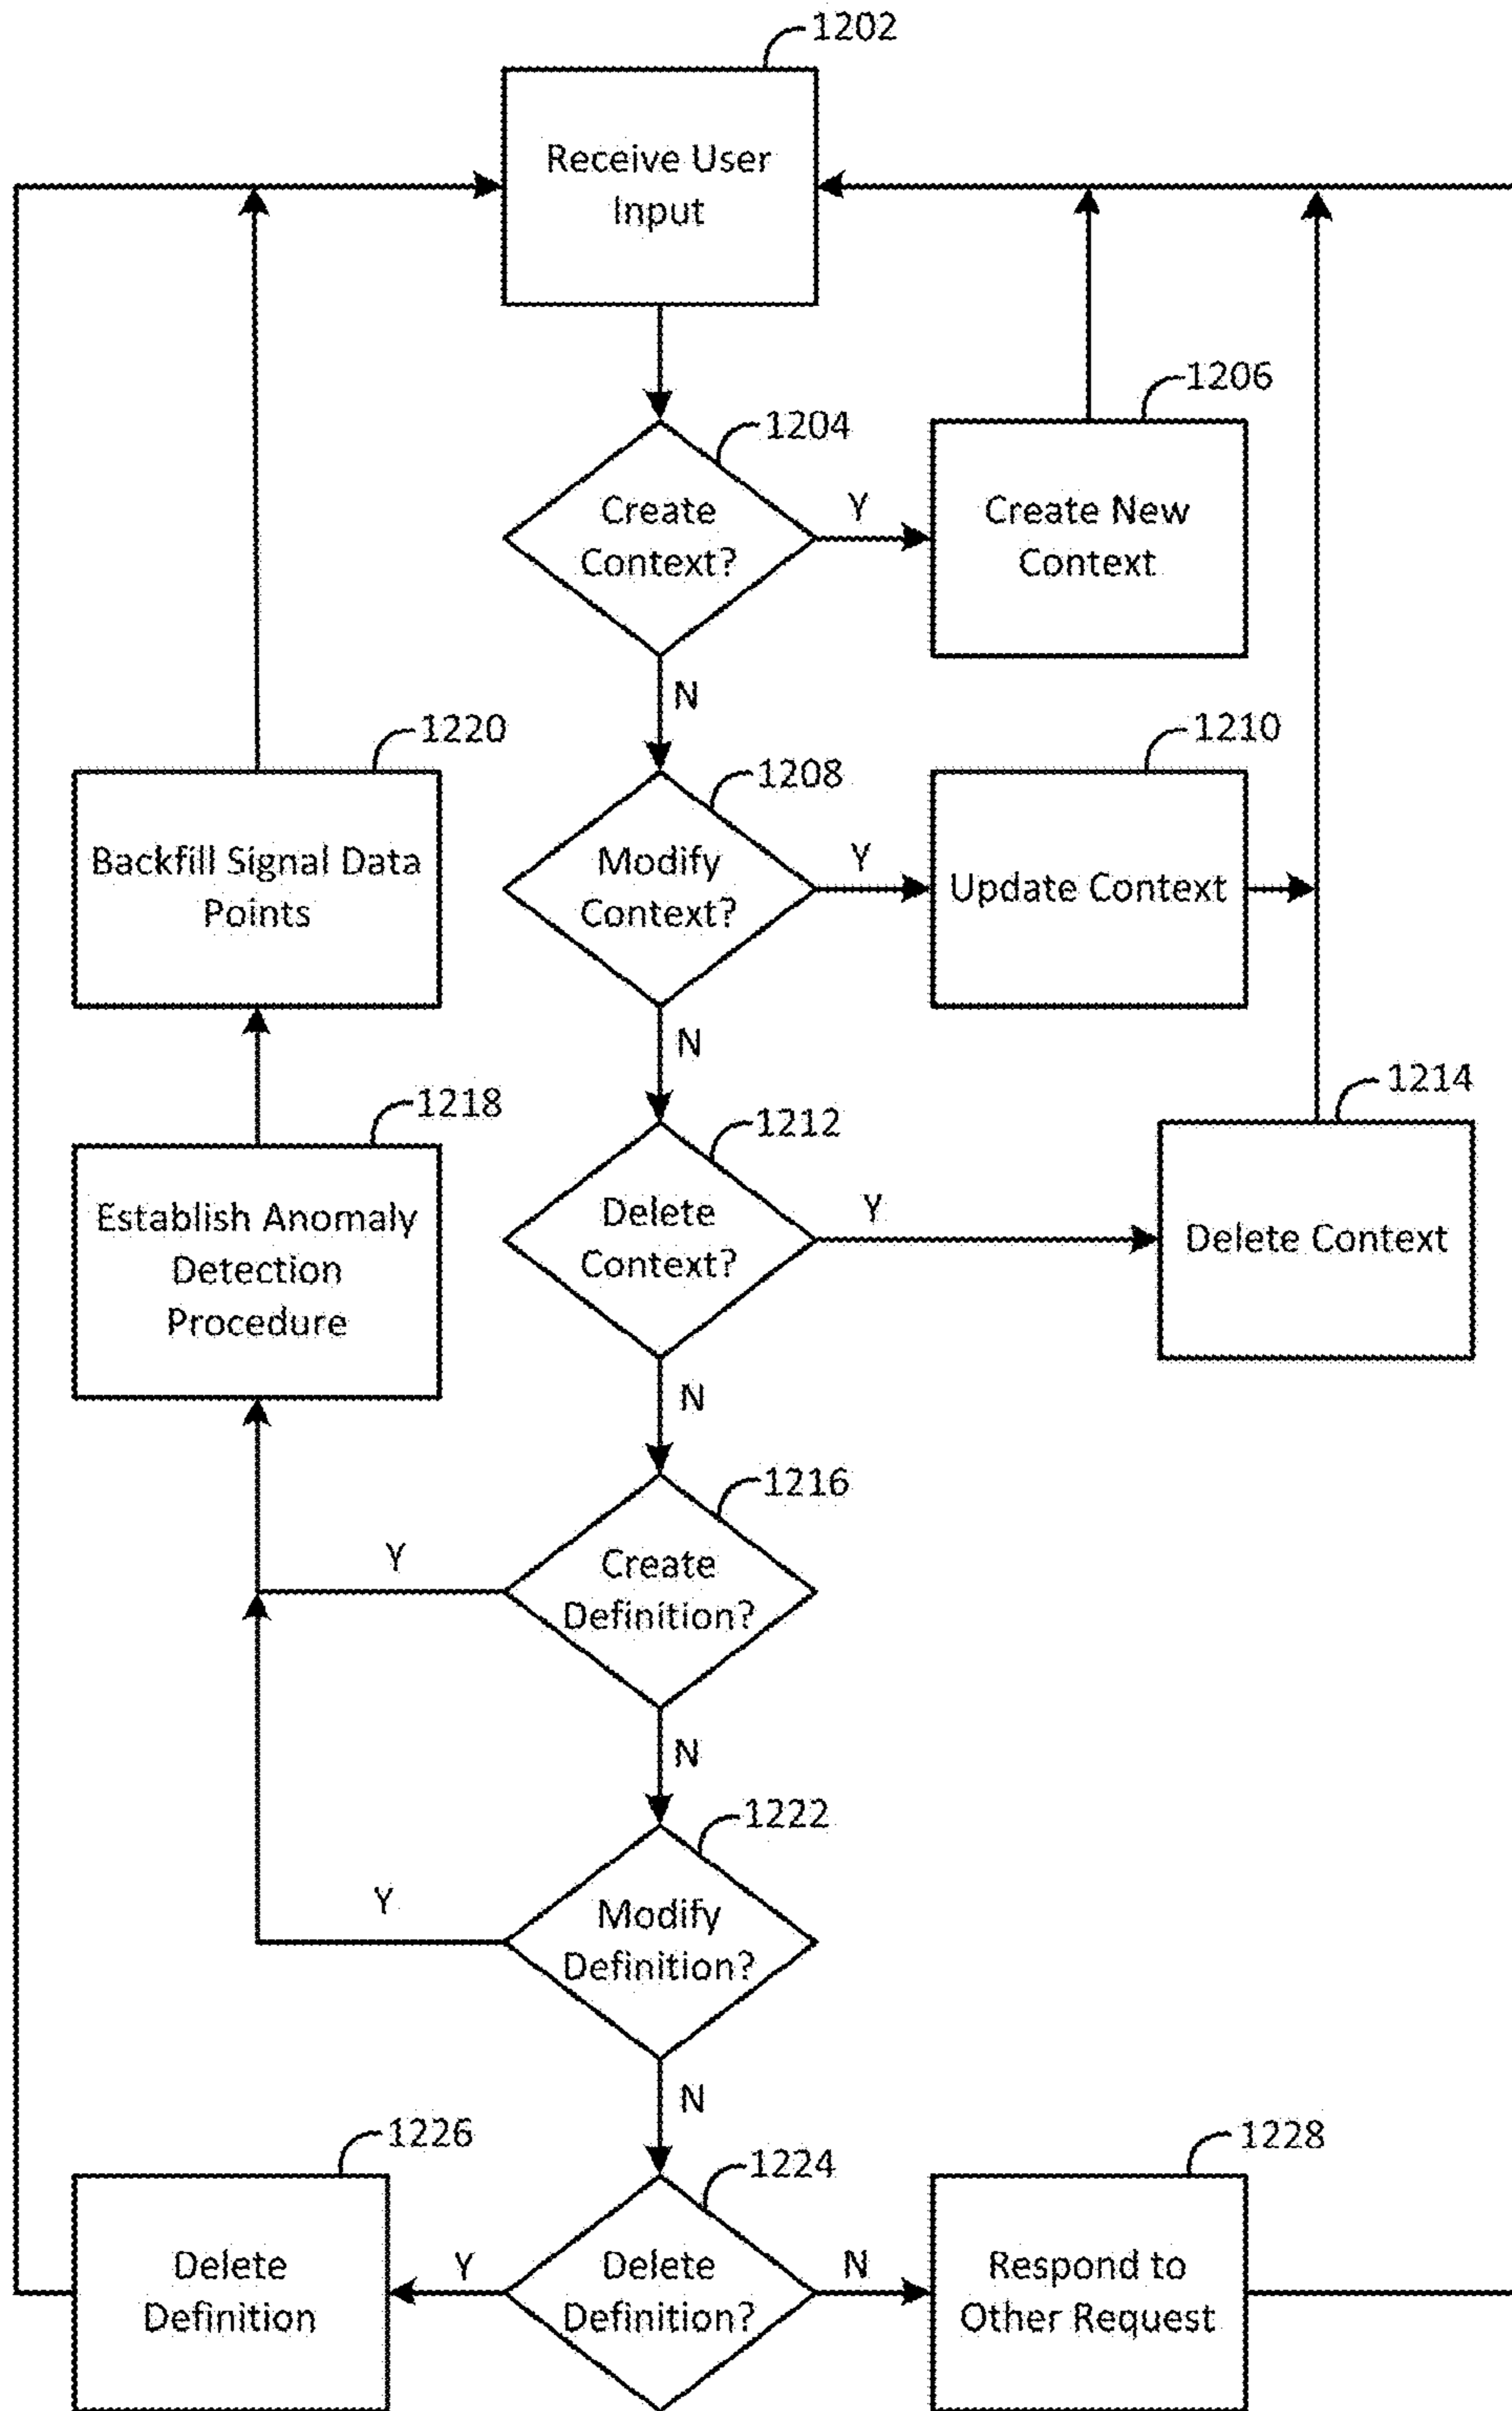 1202
Receive User
Input
1204
Create
Context?
Y
1206
Create New
Context
N
1220
Backfill Signal Data
Points
1208
Modify
Context?
Y
1210
Update Context
N
1218
Establish Anomaly
Detection
Procedure
1212
Delete
Context?
Y
1214
Delete Context
N
1216
Create
Definition?
Y
N
1222
Modify
Definition?
Y
N
1226
Delete
Definition
Y
1224
Delete
Definition?
N
1228
Respond to
Other Request